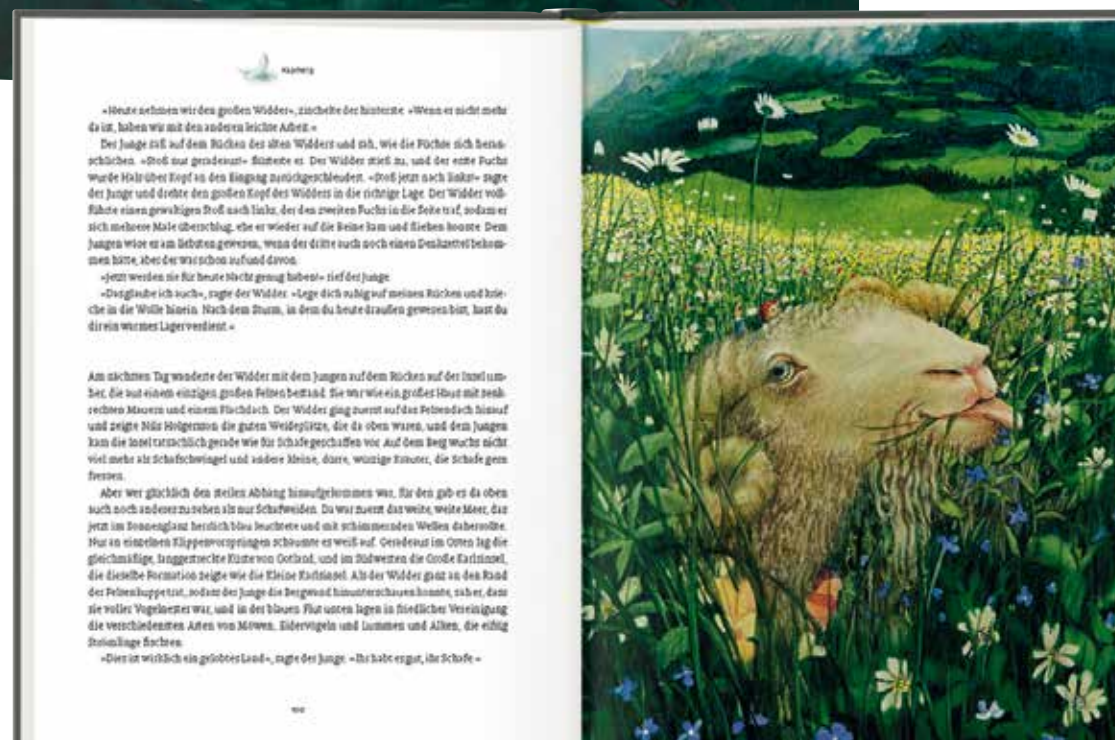 »Heute nehmen wir den großen Widder«, zischelte der hinterste. »Wenn er nicht mehr
da ist, haben wir mit den anderen leichte Arbeit.«
Der Junge saß auf dem Rücken des alten Widders und sah, wie die Füchse sich heran-
schlichen. »Stoß nur geradeaus!« flüsterte er. Der Widder stieß zu, und der erste Fuchs
wurde Hals über Kopf an den Eingang zurückgeschleudert. »Stoß jetzt nach links!« sagte
der Junge und drehte den großen Kopf des Widders in die richtige Lage. Der Widder voll-
führte einen gewaltigen Stoß nach links, der den zweiten Fuchs in die Seite traf, sodass er
sich mehrere Male überschlug, ehe er wieder auf die Beine kam und fliehen konnte. Dem
Jungen wäre es am liebsten gewesen, wenn der dritte auch noch einen Denkzettel bekom-
men hätte, aber der war schon auf und davon.
»Jetzt werden sie für heute Nacht genug haben!« rief der Junge.
»Das glaube ich auch«, sagte der Widder. »Lege dich ruhig auf meinen Rücken und krie-
che in die Wolle hinein. Nach dem Sturm, in dem du heute draußen gewesen bist, hast du
dir ein warmes Lager verdient.«
Am nächsten Tag wanderte der Widder mit dem Jungen auf dem Rücken auf der Insel um-
her, die aus einem einzigen großen Felsen bestand. Sie war wie ein großes Haus mit senk-
rechten Mauern und einem Flachdach. Der Widder ging zuerst auf das Felsendach hinauf
und zeigte Nils Holgersson die guten Weideplätze, die da oben waren, und dem Jungen
kam die Insel tatsächlich gerade wie für Schafe geschaffen vor. Auf dem Berg wuchs nicht
viel mehr als Schafschwingel und andere kleine, dürre, würzige Kräuter, die Schafe gern
fressen.
Aber wer glücklich den steilen Abhang hinaufgekommen war, für den gab es da oben
auch noch anderes zu sehen als nur Schafweiden. Da war zuerst das weite, weite Meer, das
jetzt im Sonnenglanz herrlich blau leuchtete und mit schimmernden Wellen daherrollte.
Nur an einzelnen Klippenvorsprüngen schäumte es weiß auf. Geradeaus im Osten lag die
gleichmäßige, langgestreckte Küste von Gotland, und im Südwesten die Große Karlsinsel,
die dieselbe Formation zeigte wie die Kleine Karlsinsel. Als der Widder ganz an den Rand
der Felsenkuppe trat, sodass der Junge die Bergwand hinunterschauen konnte, sah er, dass
sie voller Vogelnester war, und in der blauen Flut unten lagen in friedlicher Vereinigung
die verschiedensten Arten von Möwen, Eidervögeln und Lummen und Alken, die eifrig
Strömlinge fischten.
»Dies ist wirklich ein gelobtes Land«, sagte der Junge. »Ihr habt es gut, ihr Schafe.«